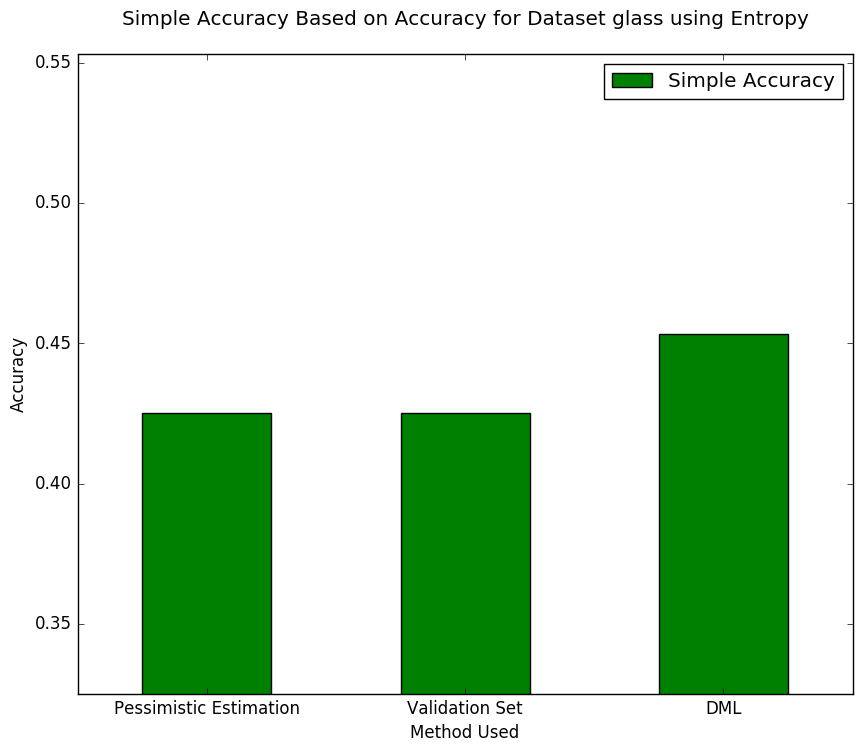 Simple Accuracy Based on Accuracy for Dataset glass using Entropy
Simple Accuracy
0.55
0.50
0.45
0.40
0.35
Accuracy
Pessimistic Estimation
Validation Set
DML
Method Used